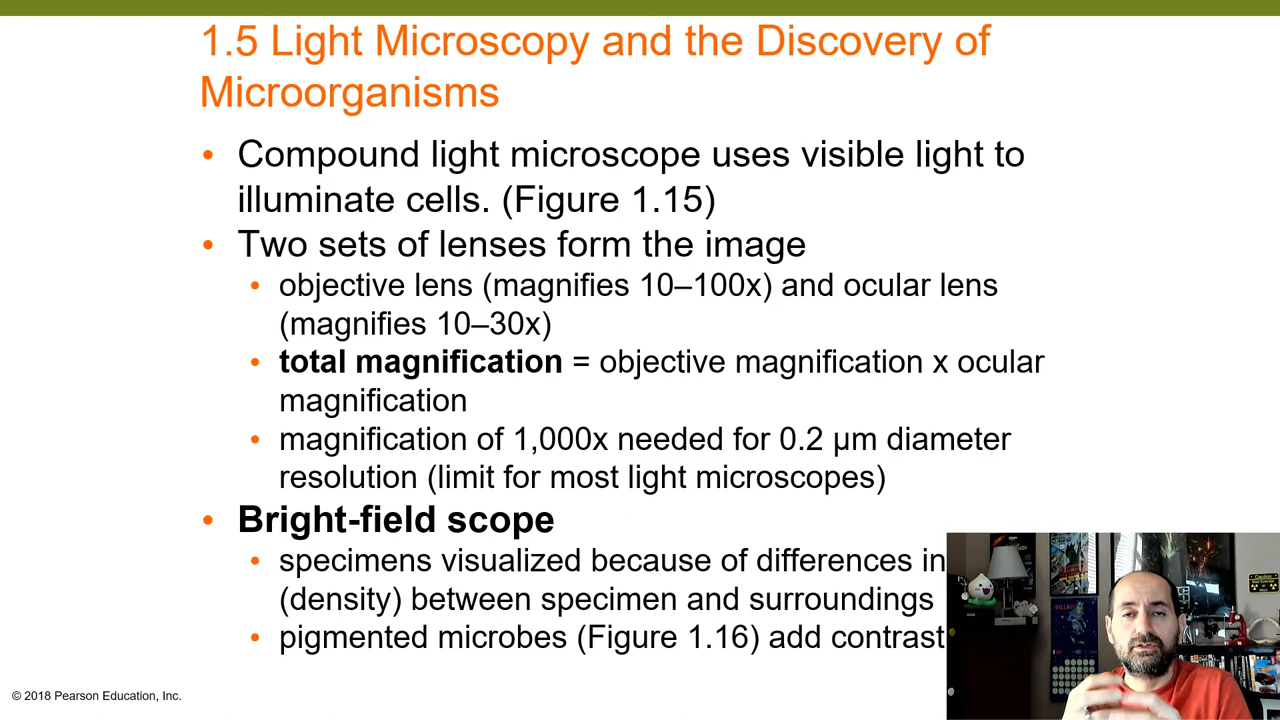 1.5 Light Microscopy and the Discovery of
Microorganisms
• Compound light microscope uses visible light to
illuminate cells. (Figure 1.15)
• Two sets of lenses form the image
• objective lens (magnifies 10–100x) and ocular lens
(magnifies 10–30x)
• total magnification = objective magnification x ocular
magnification
• magnification of 1,000x needed for 0.2 μm diameter
resolution (limit for most light microscopes)
• Bright-field scope
• specimens visualized because of differences in
(density) between specimen and surroundings
• pigmented microbes (Figure 1.16) add contrast
Caution
© 2018 Pearson Education, Inc.